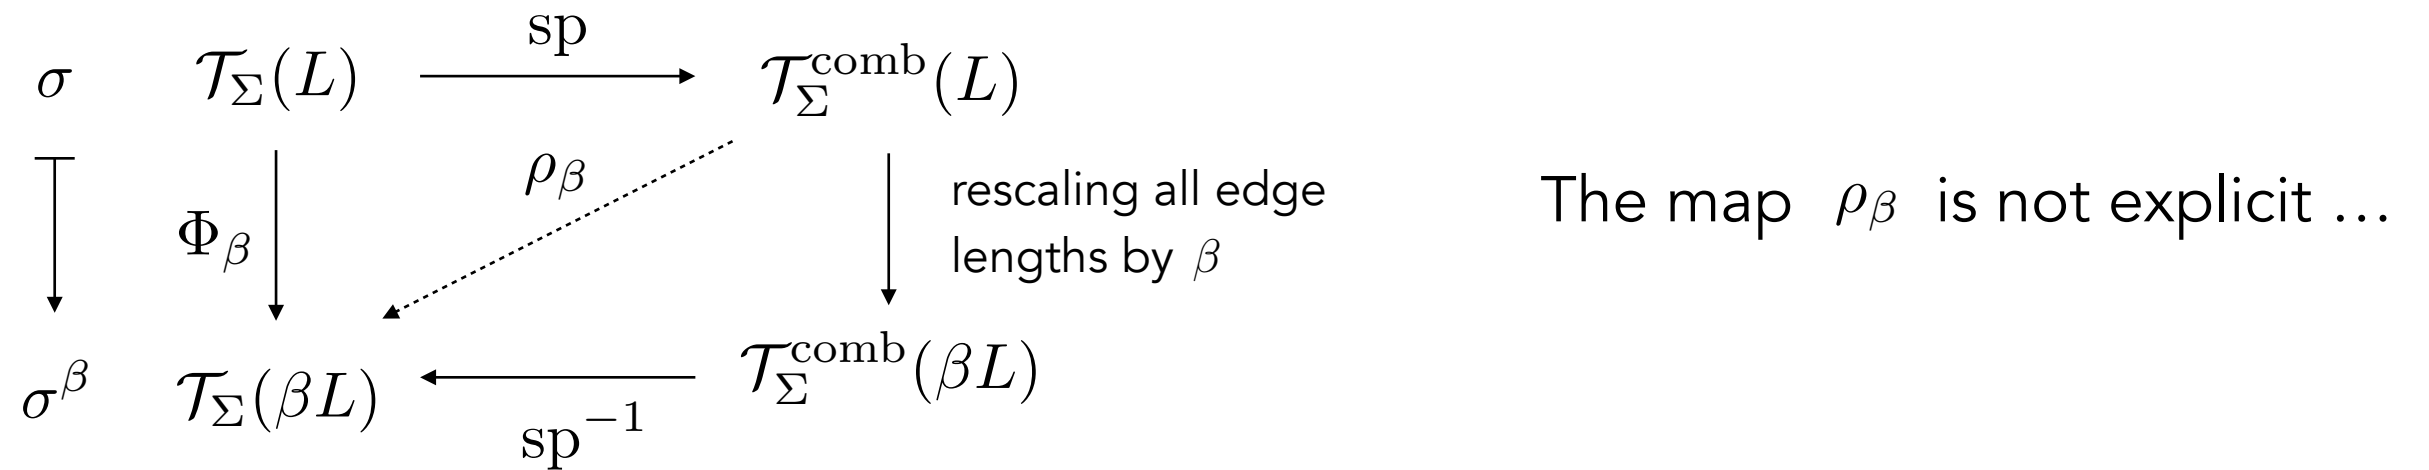 sp
σ 𝒯_Σ(L) 𝒯_Σ^comb(L)
ρ_β
rescaling all edge
The map ρ_β is not explicit …
Φ_β
lengths by β
σ^β 𝒯_Σ(βL) 𝒯_Σ^comb(βL)
sp⁻¹